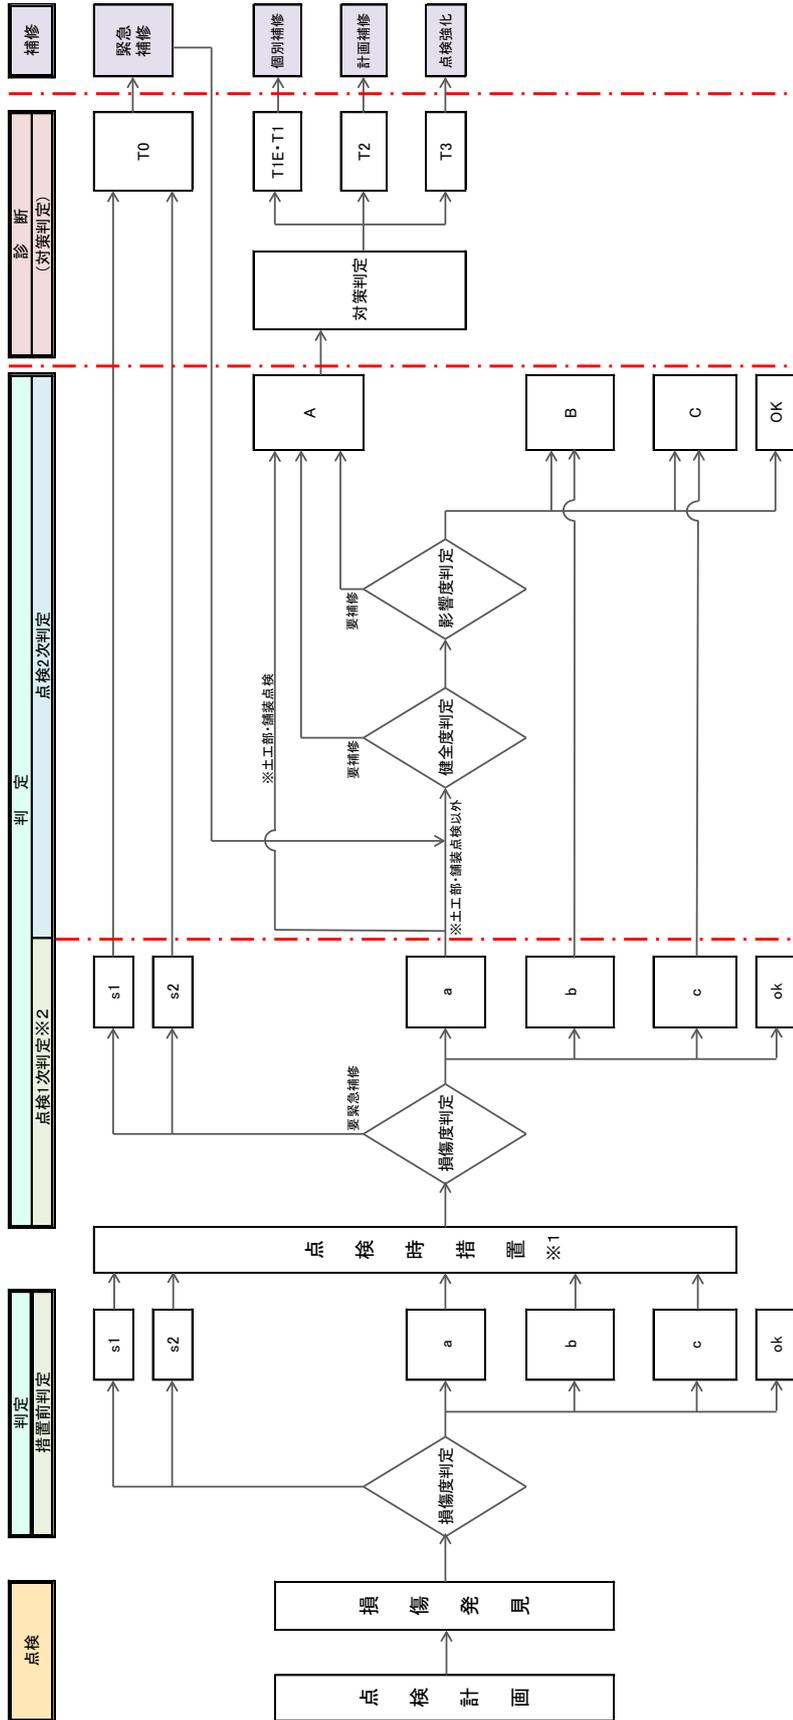 点検
判定
措置前判定
判　定
点検1次判定※2
点検2次判定
診　断
(対策判定)
補修
点検計画
損傷発見
損傷度判定
s1
s2
a
b
c
ok
点検時措置※1
損傷度判定
要緊急補修
s1
s2
a
b
c
ok
※土工部・舗装点検
※土工部・舗装点検以外
健全度判定
要補修
影響度判定
要補修
A
B
C
OK
対策判定
T0
T1E・T1
T2
T3
緊急
補修
個別補修
計画補修
点検強化